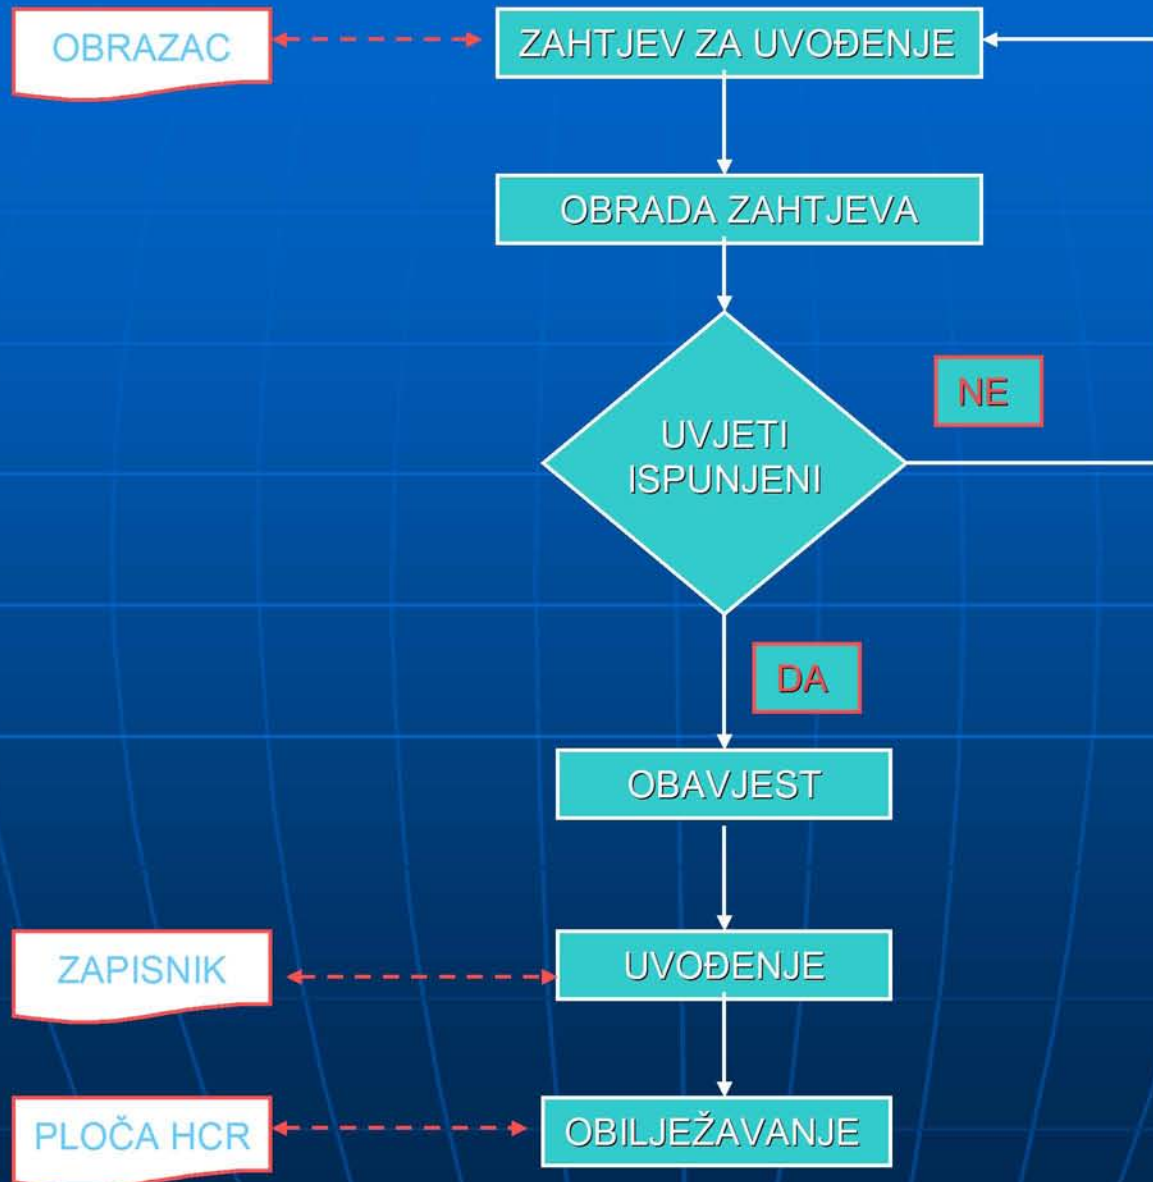 OBRAZAC
ZAHTJEV ZA UVOĐENJE
OBRADA ZAHTJEVA
UVJETI
ISPUNJENI
NE
DA
OBAVJEST
ZAPISNIK
UVOĐENJE
PLOČA HCR
OBILJEŽAVANJE